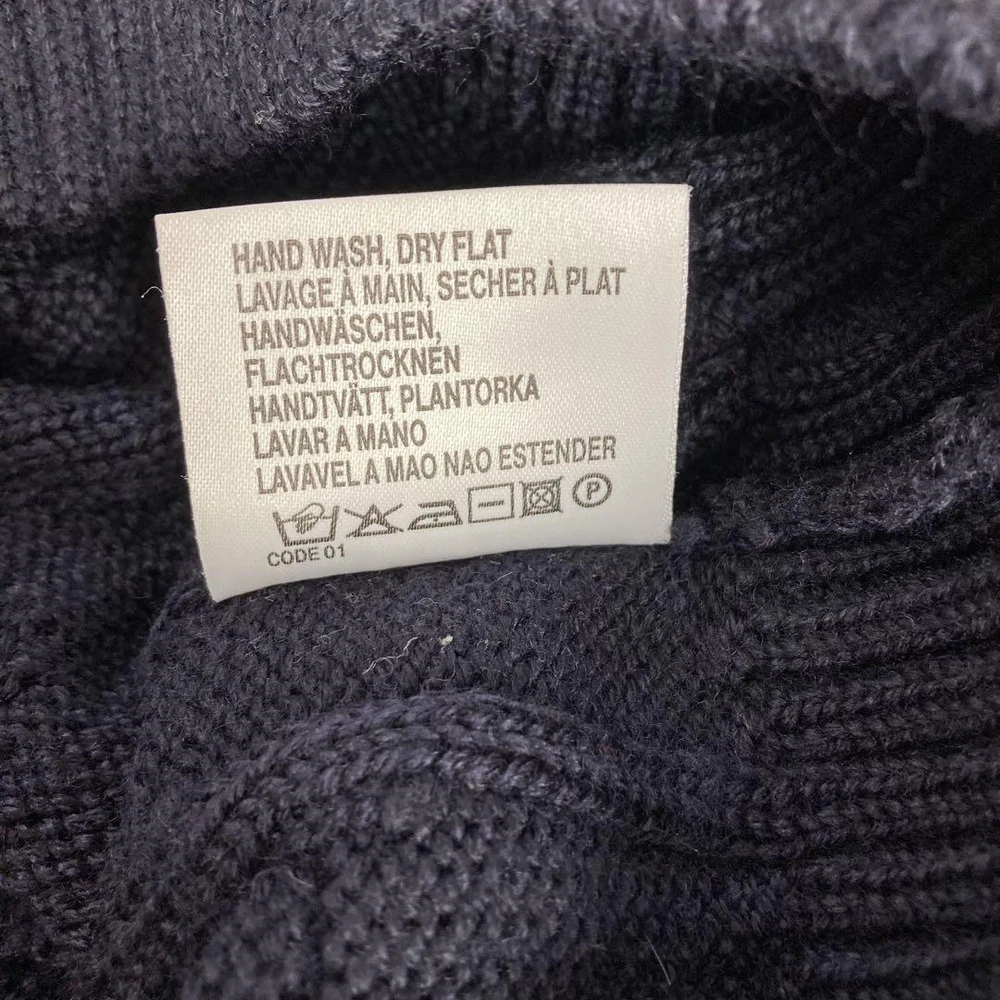 HAND WASH, DRY FLAT
LAVAGE À MAIN, SECHER À PLAT
HANDWÄSCHEN,
FLACHTROCKNEN
HANDTVÄTT, PLANTORKA
LAVAR A MANO
LAVAVEL A MAO NAO ESTENDER
P
CODE 01